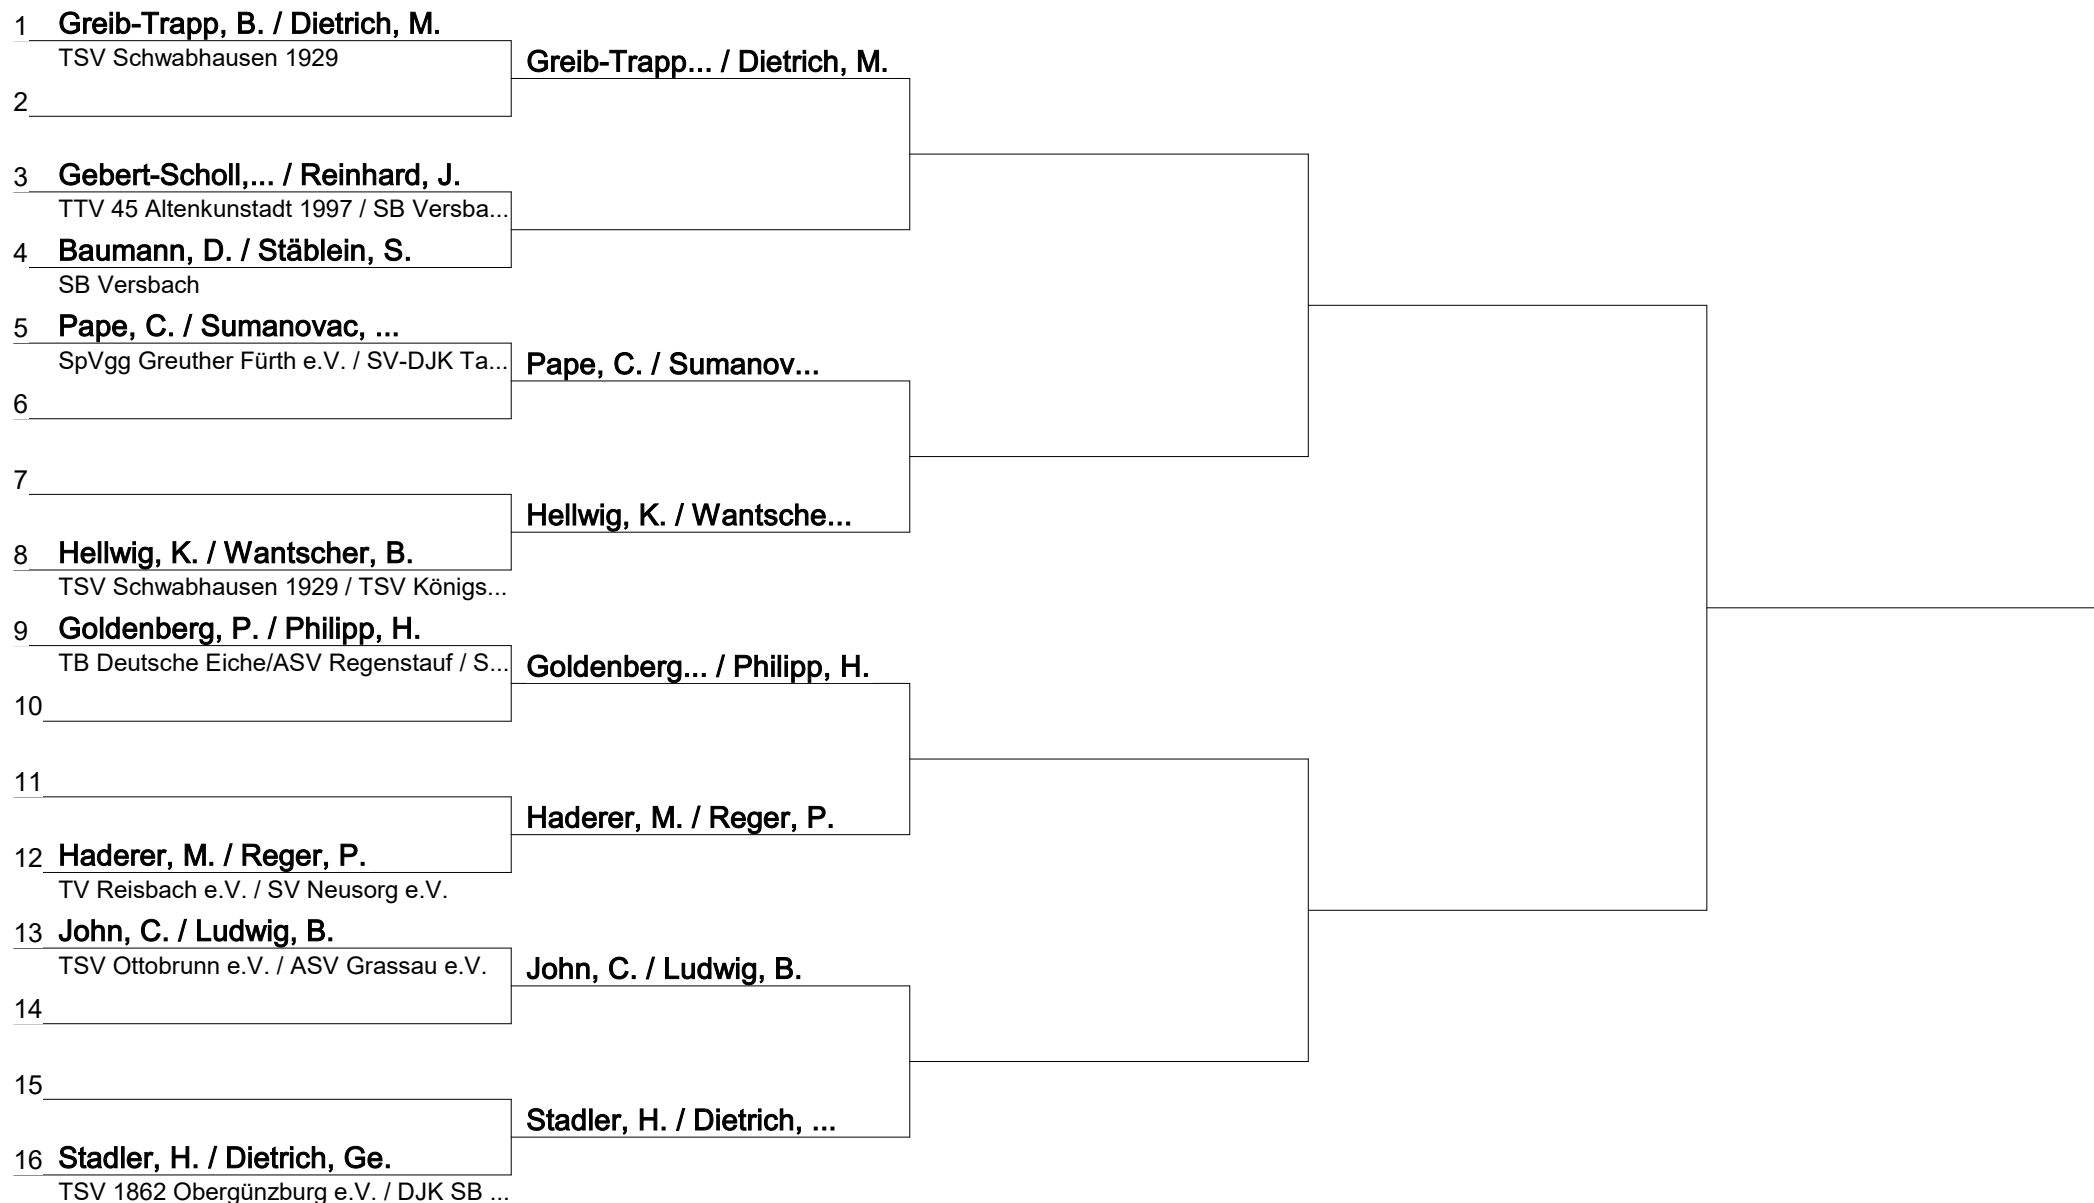 1 Greib-Trapp, B. / Dietrich, M.
TSV Schwabhausen 1929
Greib-Trapp... / Dietrich, M.
2
3 Gebert-Scholl,... / Reinhard, J.
TTV 45 Altenkunstadt 1997 / SB Versba...
4 Baumann, D. / Stäblein, S.
SB Versbach
5 Pape, C. / Sumanovac, ...
SpVgg Greuther Fürth e.V. / SV-DJK Ta...
Pape, C. / Sumanov...
6
7
Hellwig, K. / Wantsche...
8 Hellwig, K. / Wantscher, B.
TSV Schwabhausen 1929 / TSV Königs...
9 Goldenberg, P. / Philipp, H.
TB Deutsche Eiche/ASV Regenstauf / S...
Goldenberg... / Philipp, H.
10
11
Haderer, M. / Reger, P.
12 Haderer, M. / Reger, P.
TV Reisbach e.V. / SV Neusorg e.V.
13 John, C. / Ludwig, B.
TSV Ottobrunn e.V. / ASV Grassau e.V.
John, C. / Ludwig, B.
14
15
Stadler, H. / Dietrich, ...
16 Stadler, H. / Dietrich, Ge.
TSV 1862 Obergünzburg e.V. / DJK SB ...